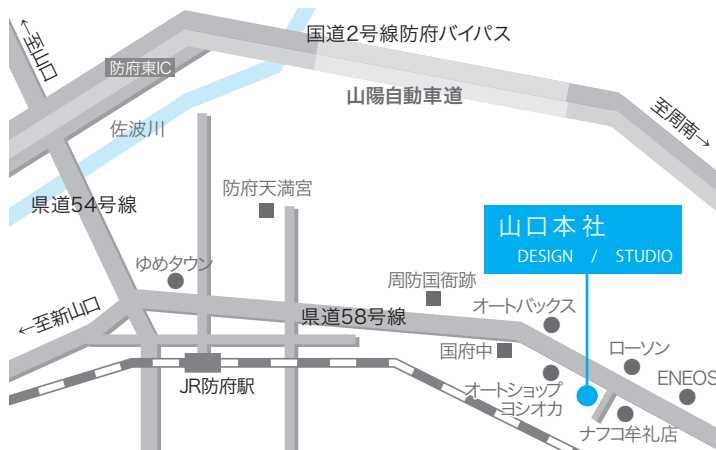 ←至山口
国道2号線防府バイパス
防府東IC
山陽自動車道
至周南→
佐波川
防府天満宮
県道54号線
山口本社
DESIGN / STUDIO
ゆめタウン
周防国衙跡
オートバックス
←至新山口
県道58号線
国府中
ローソン
JR防府駅
オートショップ
ヨシオカ
ENEOS
ナフコ牟礼店